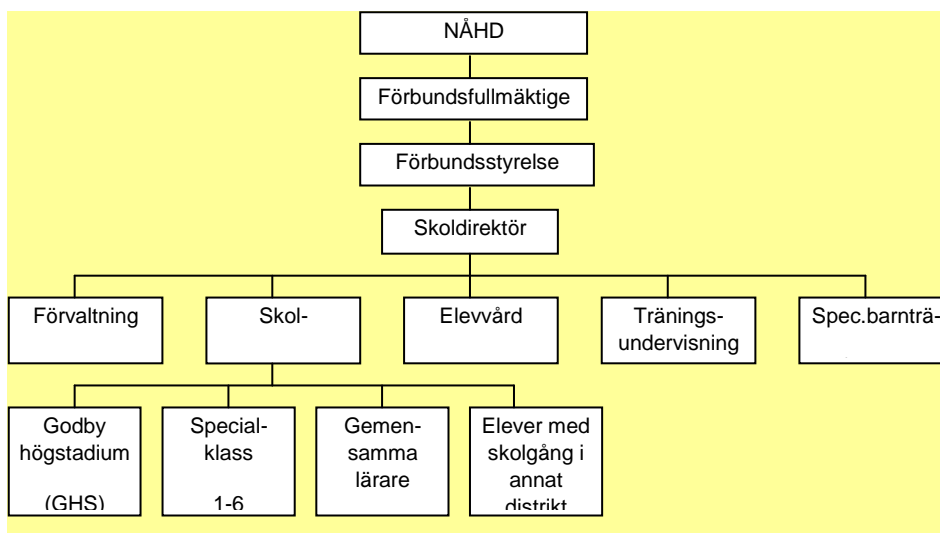 NÅHD
Förbundsfullmäktige
Förbundsstyrelse
Skoldirektör
Förvaltning
Skol-
Elevvård
Tränings-
undervisning
Spec.barnträ-
Godby
högstadium
(GHS)
Special-
klass
1-6
Gemen-
samma
lärare
Elever med
skolgång i
annat
distrikt